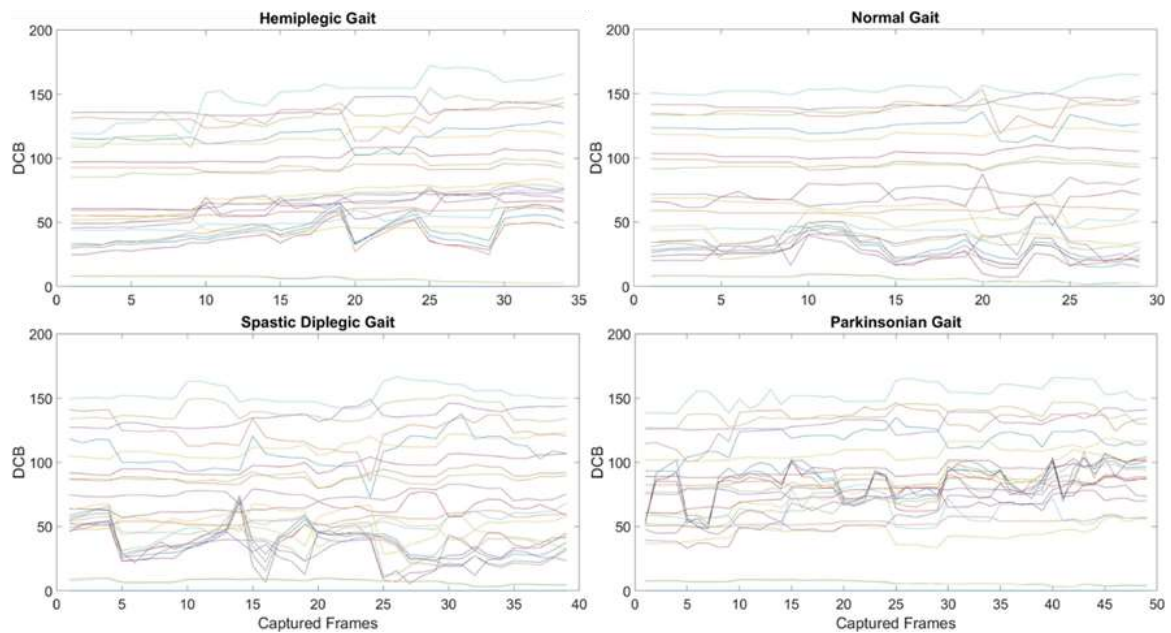 Hemiplegic Gait
200
150
100
50
0
DCB
0 5 10 15 20 25 30 35
Normal Gait
200
150
100
50
0
DCB
0 5 10 15 20 25 30
Spastic Diplegic Gait
200
150
100
50
0
DCB
0 5 10 15 20 25 30 35 40
Captured Frames
Parkinsonian Gait
200
150
100
50
0
DCB
0 5 10 15 20 25 30 35 40 45 50
Captured Frames